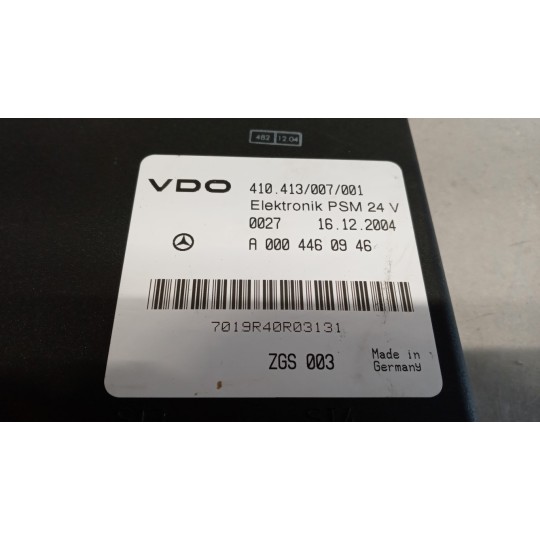 482 12 04
VDO 410.413/007/001
Elektronik PSM 24 V
0027 16.12.2004
A 000 446 09 46
7019R40R03131
ZGS 003 Made in
Germany